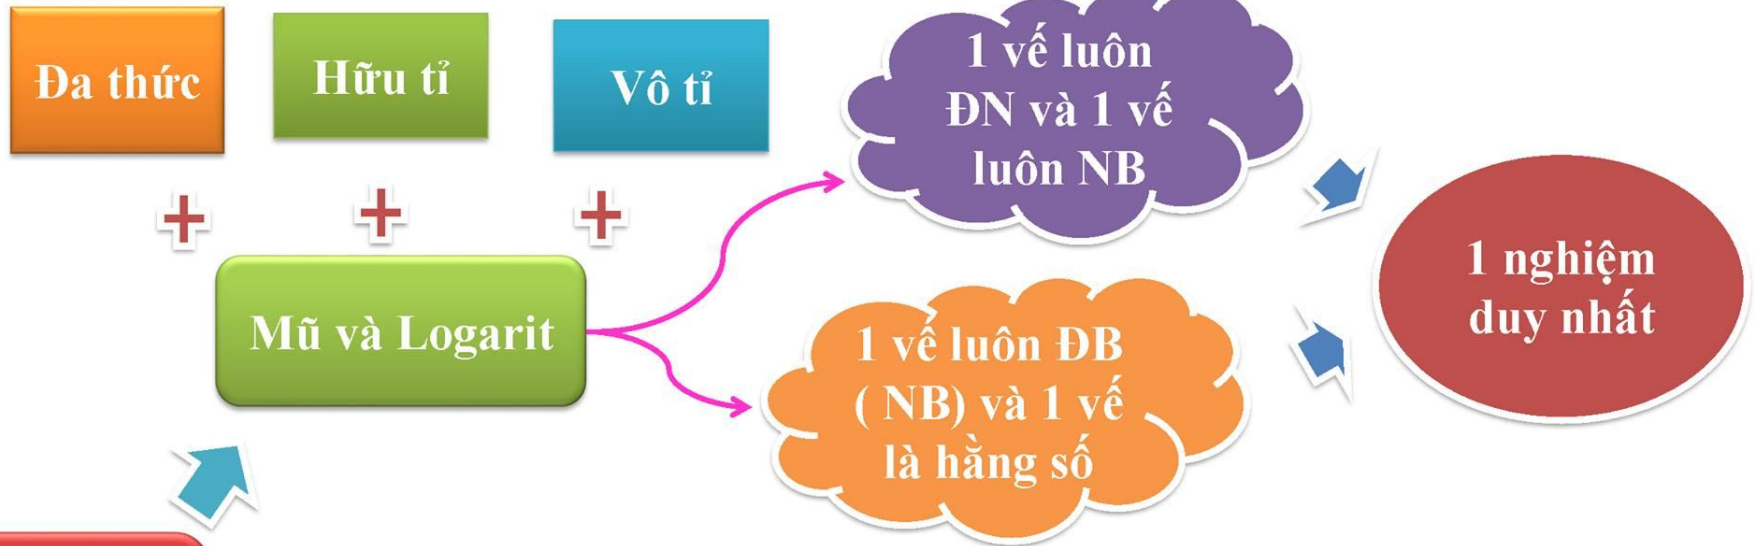 Đa thức
Hữu tỉ
Vô tỉ
1 vế luôn
ĐN và 1 vế
luôn NB
Mũ và Logarit
1 vế luôn ĐB
( NB) và 1 vế
là hằng số
1 nghiệm
duy nhất